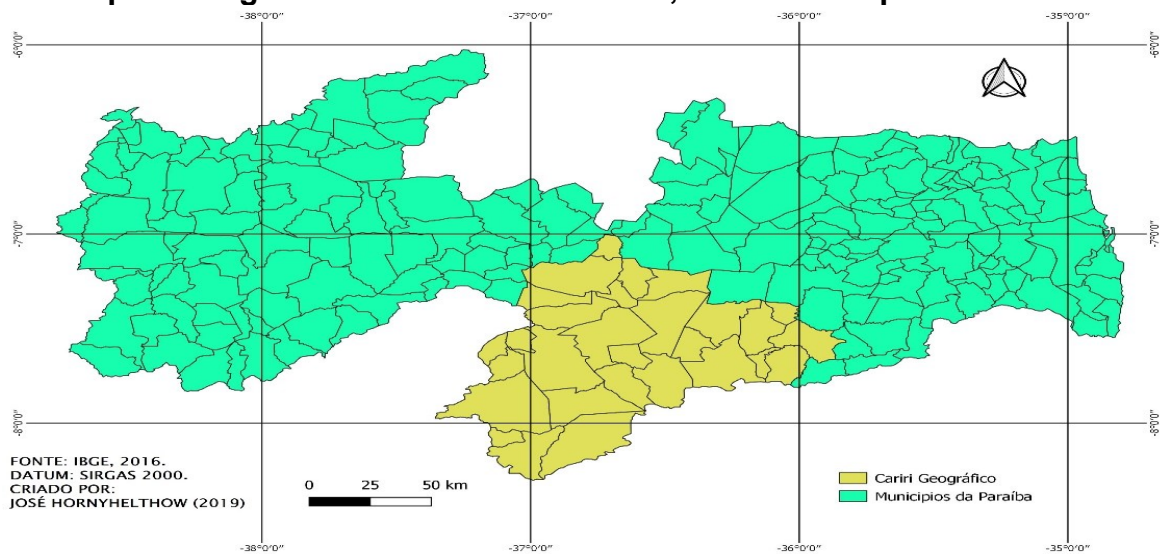 -38°0'0" -37°0'0" -36°0'0" -35°0'0"
-6°0'0" -6°0'0"
-7°0'0" -7°0'0"
-8°0'0" -8°0'0"
FONTE: IBGE, 2016.
DATUM: SIRGAS 2000.
CRIADO POR:
JOSÉ HORNYHELTHOW (2019)
0 25 50 km
Cariri Geográfico
Municipios da Paraíba
-38°0'0" -37°0'0" -36°0'0" -35°0'0"